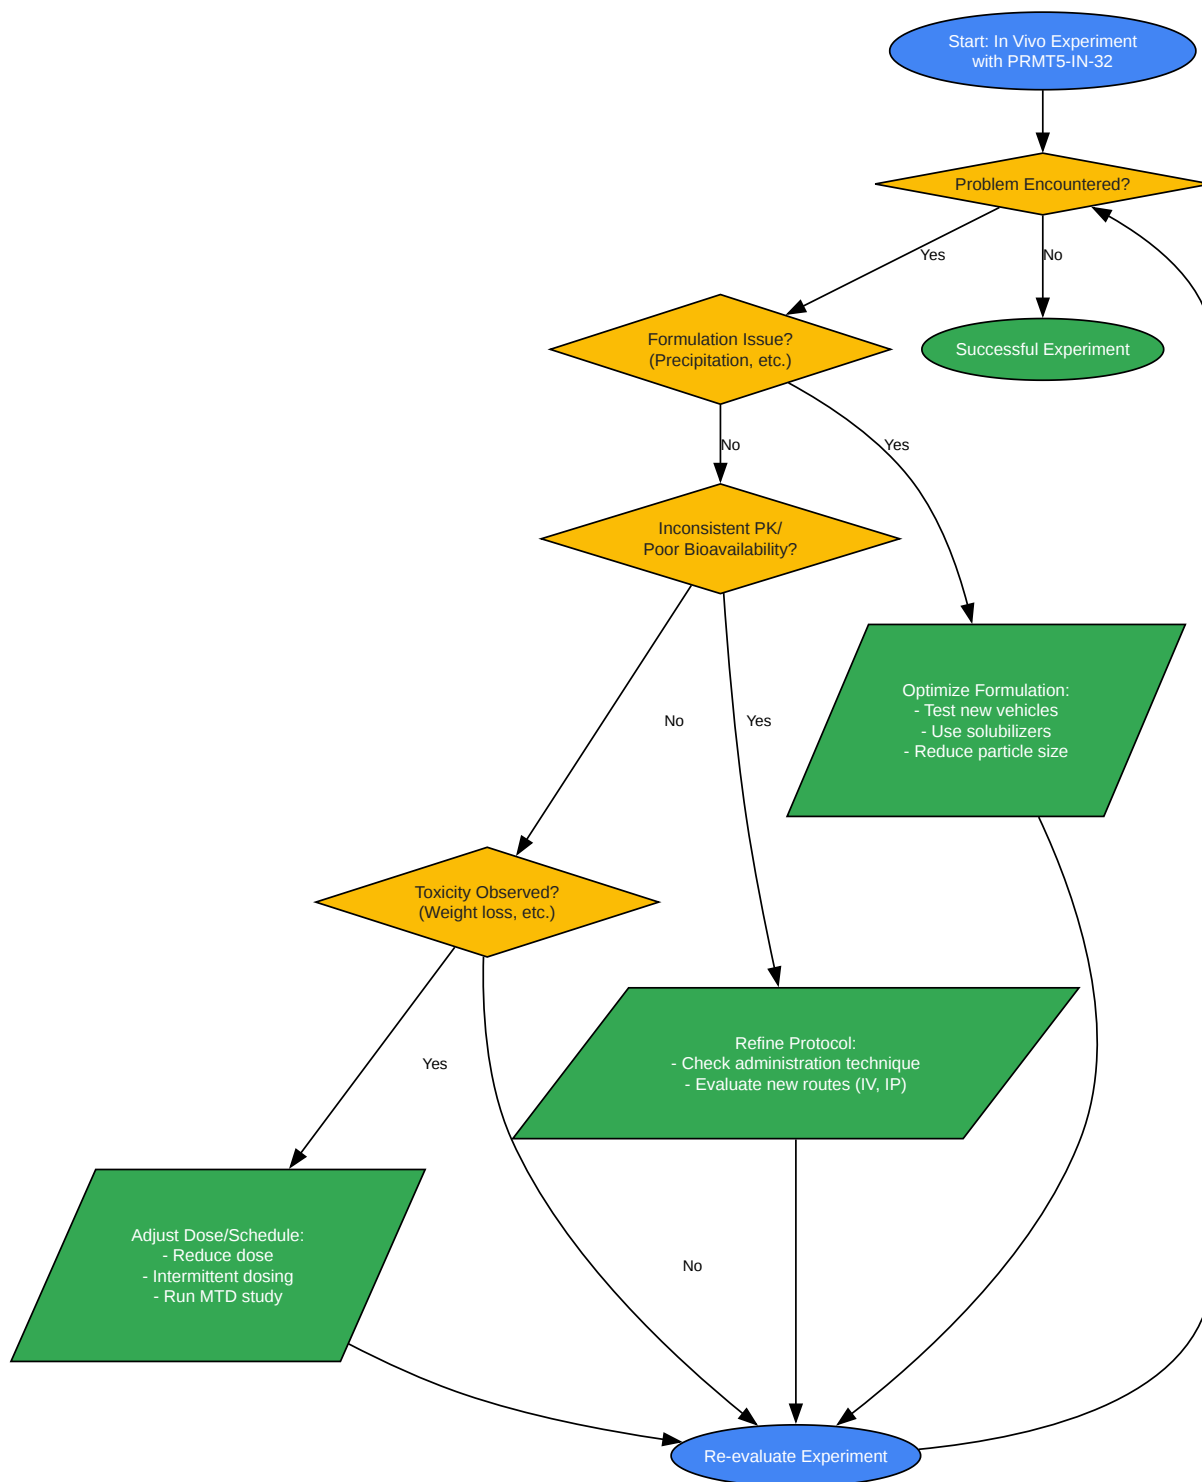 Start: In Vivo Experiment
with PRMT5-IN-32
Problem Encountered?
Yes
No
Formulation Issue?
(Precipitation, etc.)
Successful Experiment
No
Yes
Inconsistent PK/
Poor Bioavailability?
No
Yes
Optimize Formulation:
- Test new vehicles
- Use solubilizers
- Reduce particle size
Toxicity Observed?
(Weight loss, etc.)
Yes
Refine Protocol:
- Check administration technique
- Evaluate new routes (IV, IP)
Adjust Dose/Schedule:
- Reduce dose
- Intermittent dosing
- Run MTD study
No
Re-evaluate Experiment